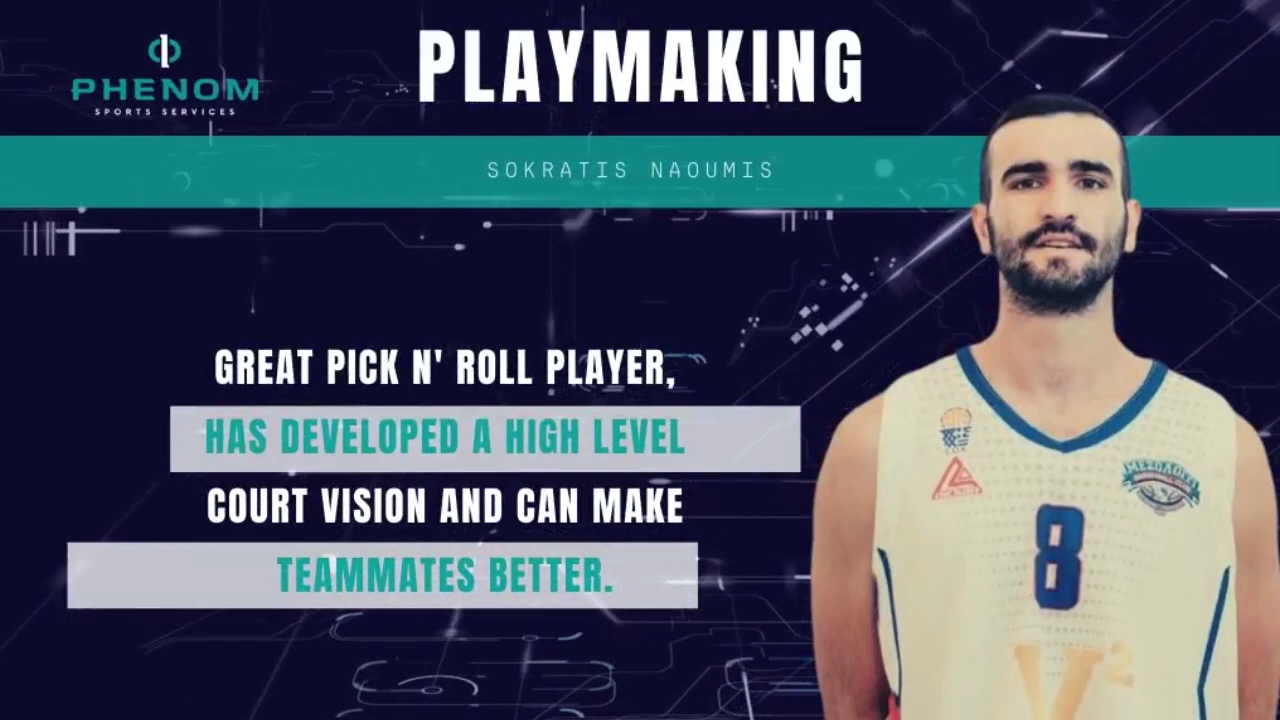 PHENOM
SPORTS SERVICES
PLAYMAKING
SOKRATIS NAOUMIS
GREAT PICK N' ROLL PLAYER,
HAS DEVELOPED A HIGH LEVEL
COURT VISION AND CAN MAKE
TEAMMATES BETTER.
8
V²